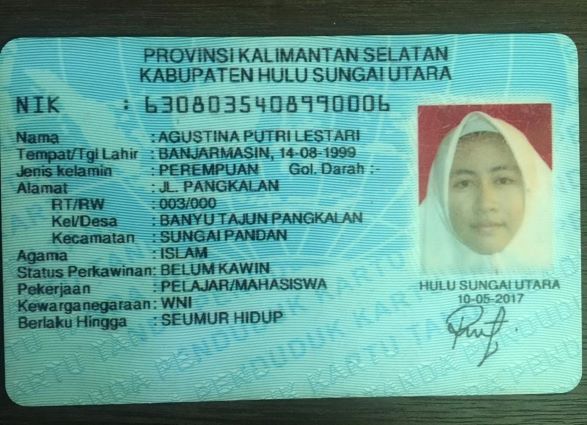 PROVINSI KALIMANTAN SELATAN
KABUPATEN HULU SUNGAI UTARA
NIK : 6308035408990006
Nama : AGUSTINA PUTRI LESTARI
Tempat/Tgl Lahir : BANJARMASIN, 14-08-1999
Jenis kelamin : PEREMPUAN Gol. Darah :-
Alamat : JL. PANGKALAN
RT/RW : 003/000
Kel/Desa : BANYU TAJUN PANGKALAN
Kecamatan : SUNGAI PANDAN
Agama : ISLAM
Status Perkawinan: BELUM KAWIN
Pekerjaan : PELAJAR/MAHASISWA
Kewarganegaraan: WNI
Berlaku Hingga : SEUMUR HIDUP
HULU SUNGAI UTARA
10-05-2017